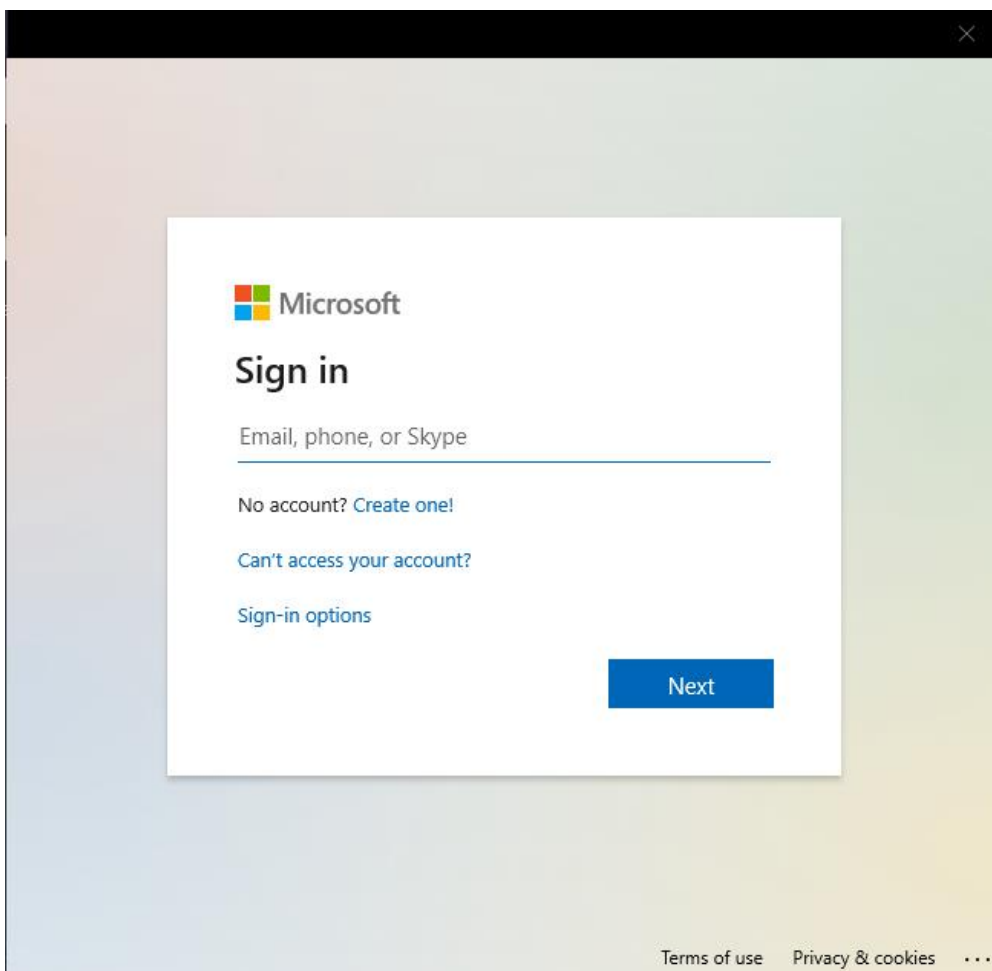 Microsoft
Sign in
Email, phone, or Skype
No account? Create one!
Can't access your account?
Sign-in options
Next
Terms of use Privacy & cookies ...